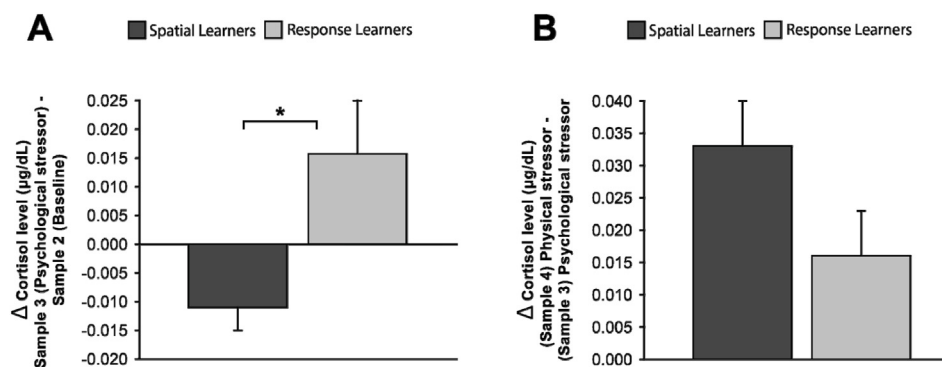 A
Spatial Learners Response Learners
Δ Cortisol level (µg/dL)
Sample 3 (Psychological stressor) -
Sample 2 (Baseline)
0.025
0.020
0.015
0.010
0.005
0.000
-0.005
-0.010
-0.015
-0.020
*
B
Spatial Learners Response Learners
Δ Cortisol level (µg/dL)
(Sample 4) Physical stressor -
(Sample 3) Psychological stressor
0.040
0.035
0.030
0.025
0.020
0.015
0.010
0.005
0.000